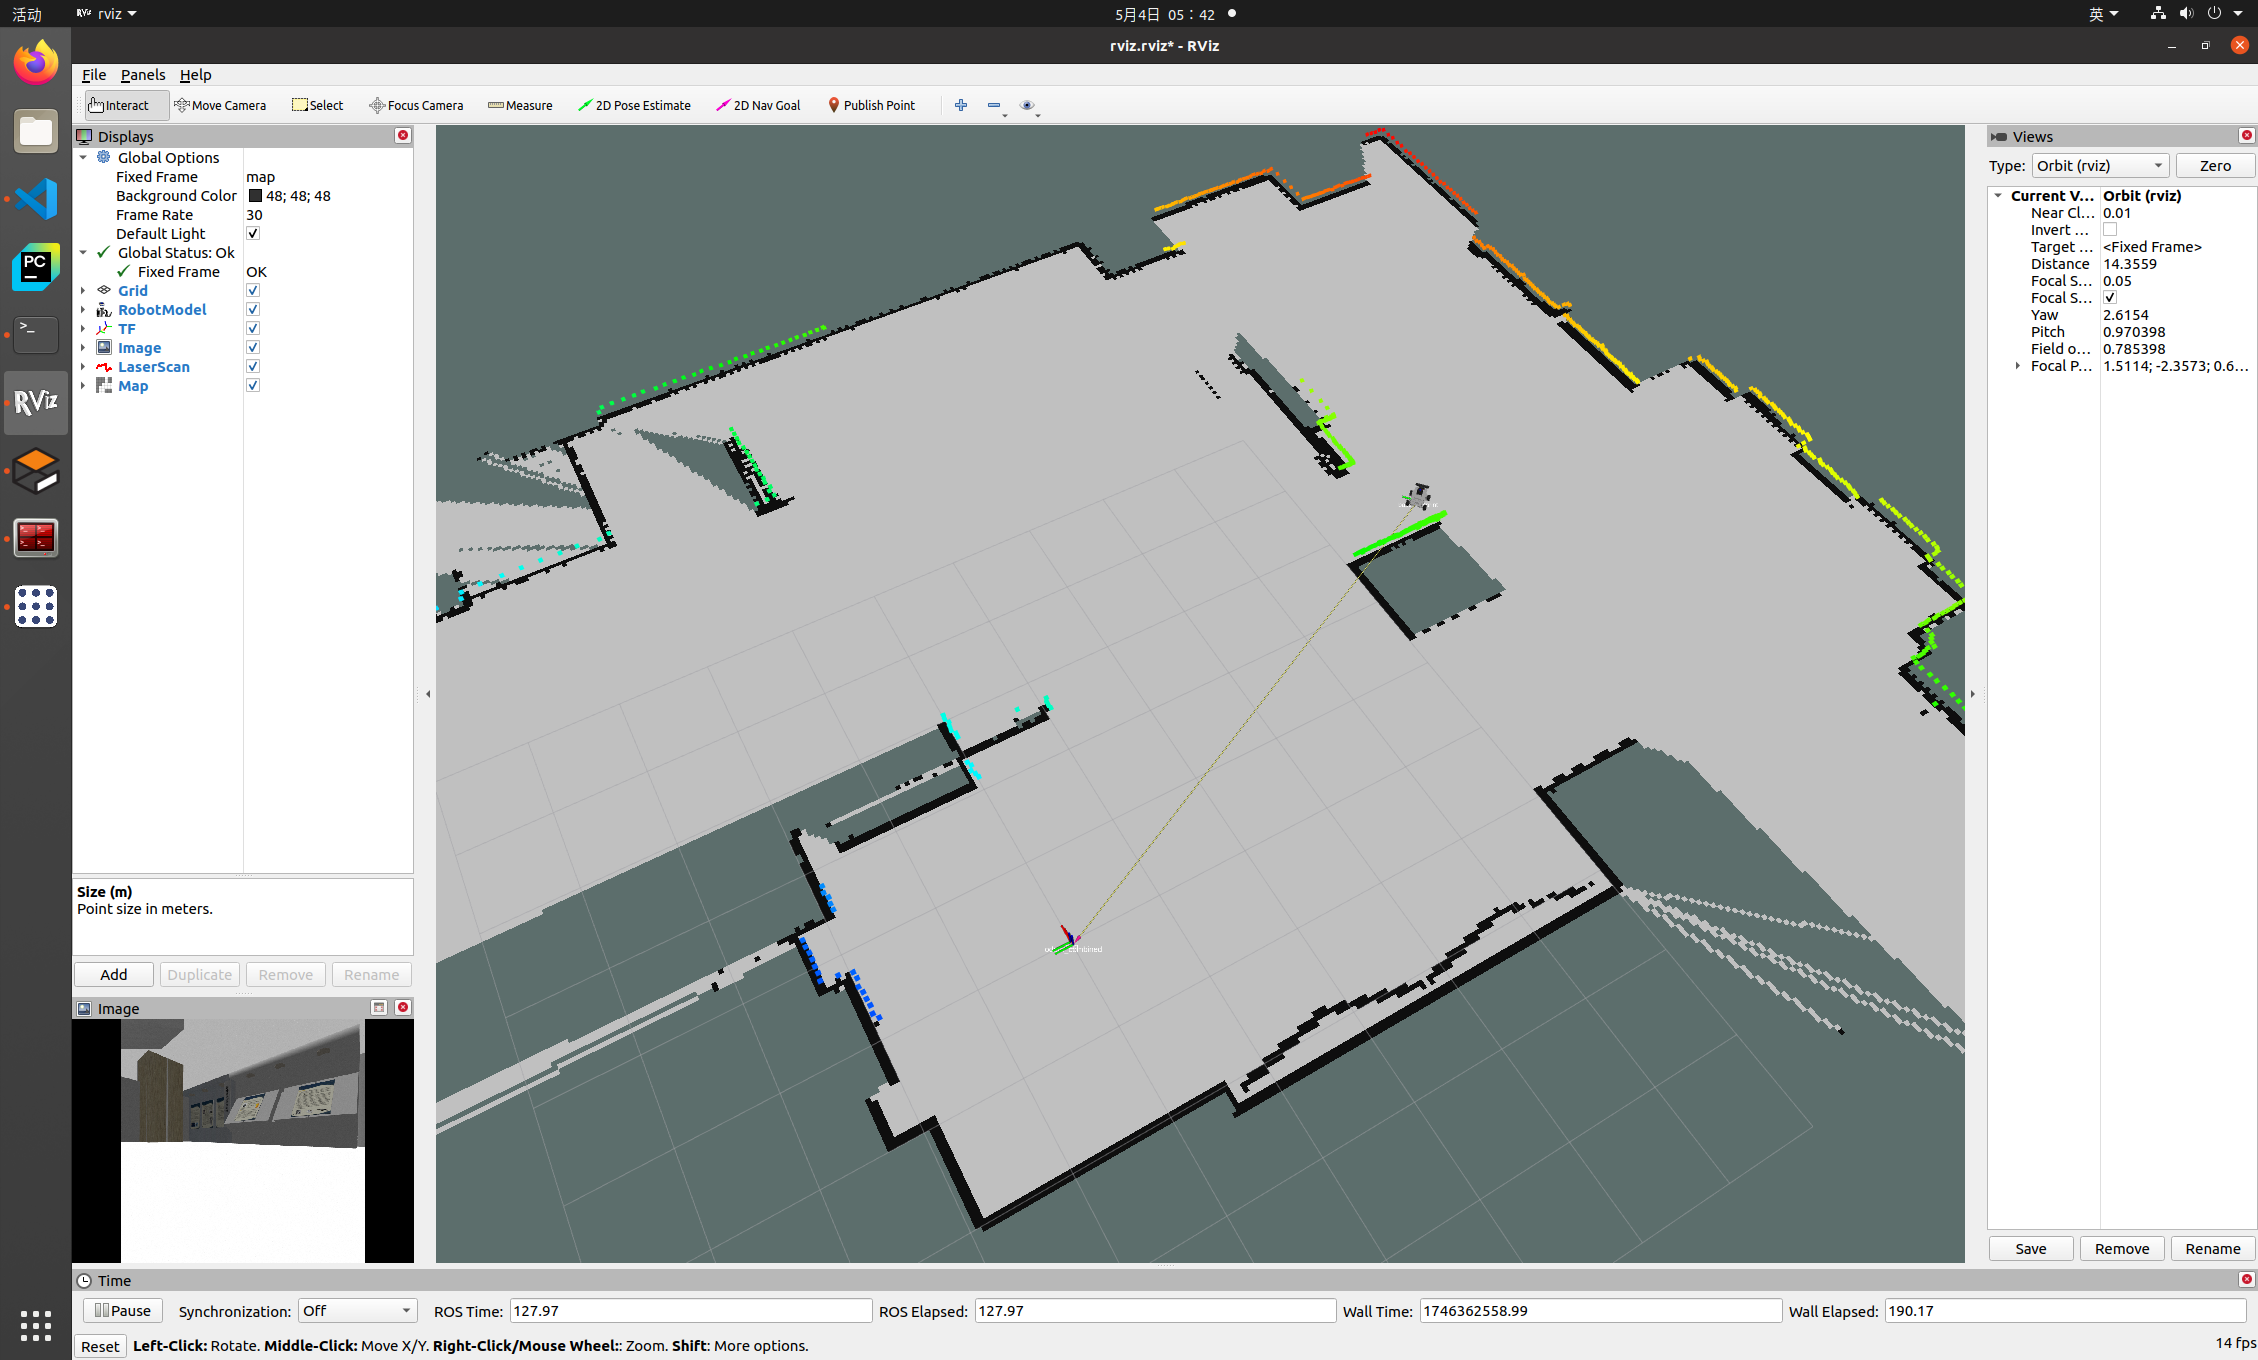 活动
rviz
5月4日 05：42
英
rviz.rviz* - RViz
File Panels Help
Interact Move Camera Select Focus Camera Measure 2D Pose Estimate 2D Nav Goal Publish Point
Displays
Global Options
Fixed Frame map
Background Color 48; 48; 48
Frame Rate 30
Default Light
Global Status: Ok
Fixed Frame OK
Grid
RobotModel
TF
Image
LaserScan
Map
Size (m)
Point size in meters.
Add Duplicate Remove Rename
Image
PC
RViz
Views
Type: Orbit (rviz) Zero
Current V... Orbit (rviz)
Near Cl... 0.01
Invert ...
Target ... <Fixed Frame>
Distance 14.3559
Focal S... 0.05
Focal S...
Yaw 2.6154
Pitch 0.970398
Field o... 0.785398
Focal P... 1.5114; -2.3573; 0.6...
Save Remove Rename
Time
Pause Synchronization: Off ROS Time: 127.97 ROS Elapsed: 127.97 Wall Time: 1746362558.99 Wall Elapsed: 190.17
Reset Left-Click: Rotate. Middle-Click: Move X/Y. Right-Click/Mouse Wheel:: Zoom. Shift: More options. 14 fps